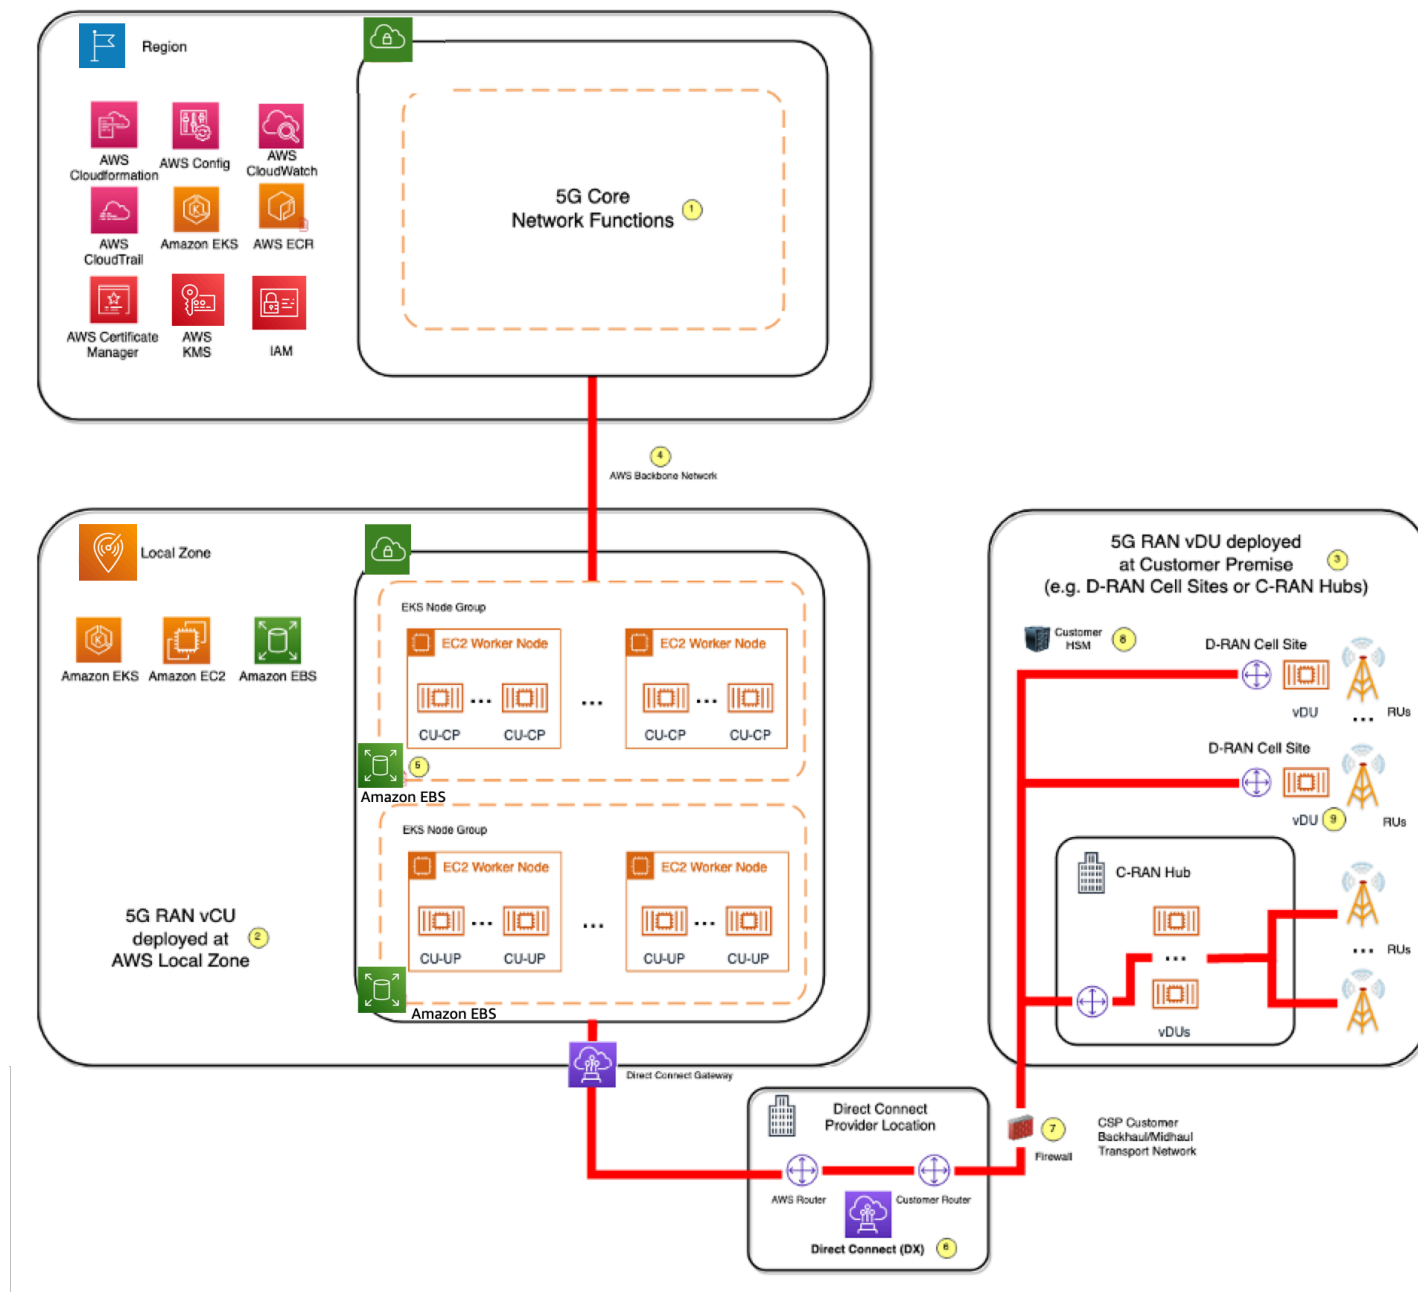 Region
AWS
Cloudformation
AWS Config
AWS
CloudWatch
AWS
CloudTrail
Amazon EKS
AWS ECR
AWS Certificate
Manager
AWS
KMS
IAM
5G Core
Network Functions
1
4
AWS Backbone Network
Local Zone
Amazon EKS
Amazon EC2
Amazon EBS
5G RAN vCU
deployed at
AWS Local Zone
2
EKS Node Group
EC2 Worker Node
...
CU-CP
CU-CP
...
EC2 Worker Node
...
CU-CP
CU-CP
5
Amazon EBS
EKS Node Group
EC2 Worker Node
...
CU-UP
CU-UP
...
EC2 Worker Node
...
CU-UP
CU-UP
Amazon EBS
Direct Connect Gateway
Direct Connect
Provider Location
AWS Router
Customer Router
Direct Connect (DX)
6
7
Firewall
CSP Customer
Backhaul/Midhaul
Transport Network
5G RAN vDU deployed
at Customer Premise
(e.g. D-RAN Cell Sites or C-RAN Hubs)
3
Customer
HSM
8
D-RAN Cell Site
vDU
...
RUs
D-RAN Cell Site
vDU
9
RUs
C-RAN Hub
...
vDUs
...
RUs